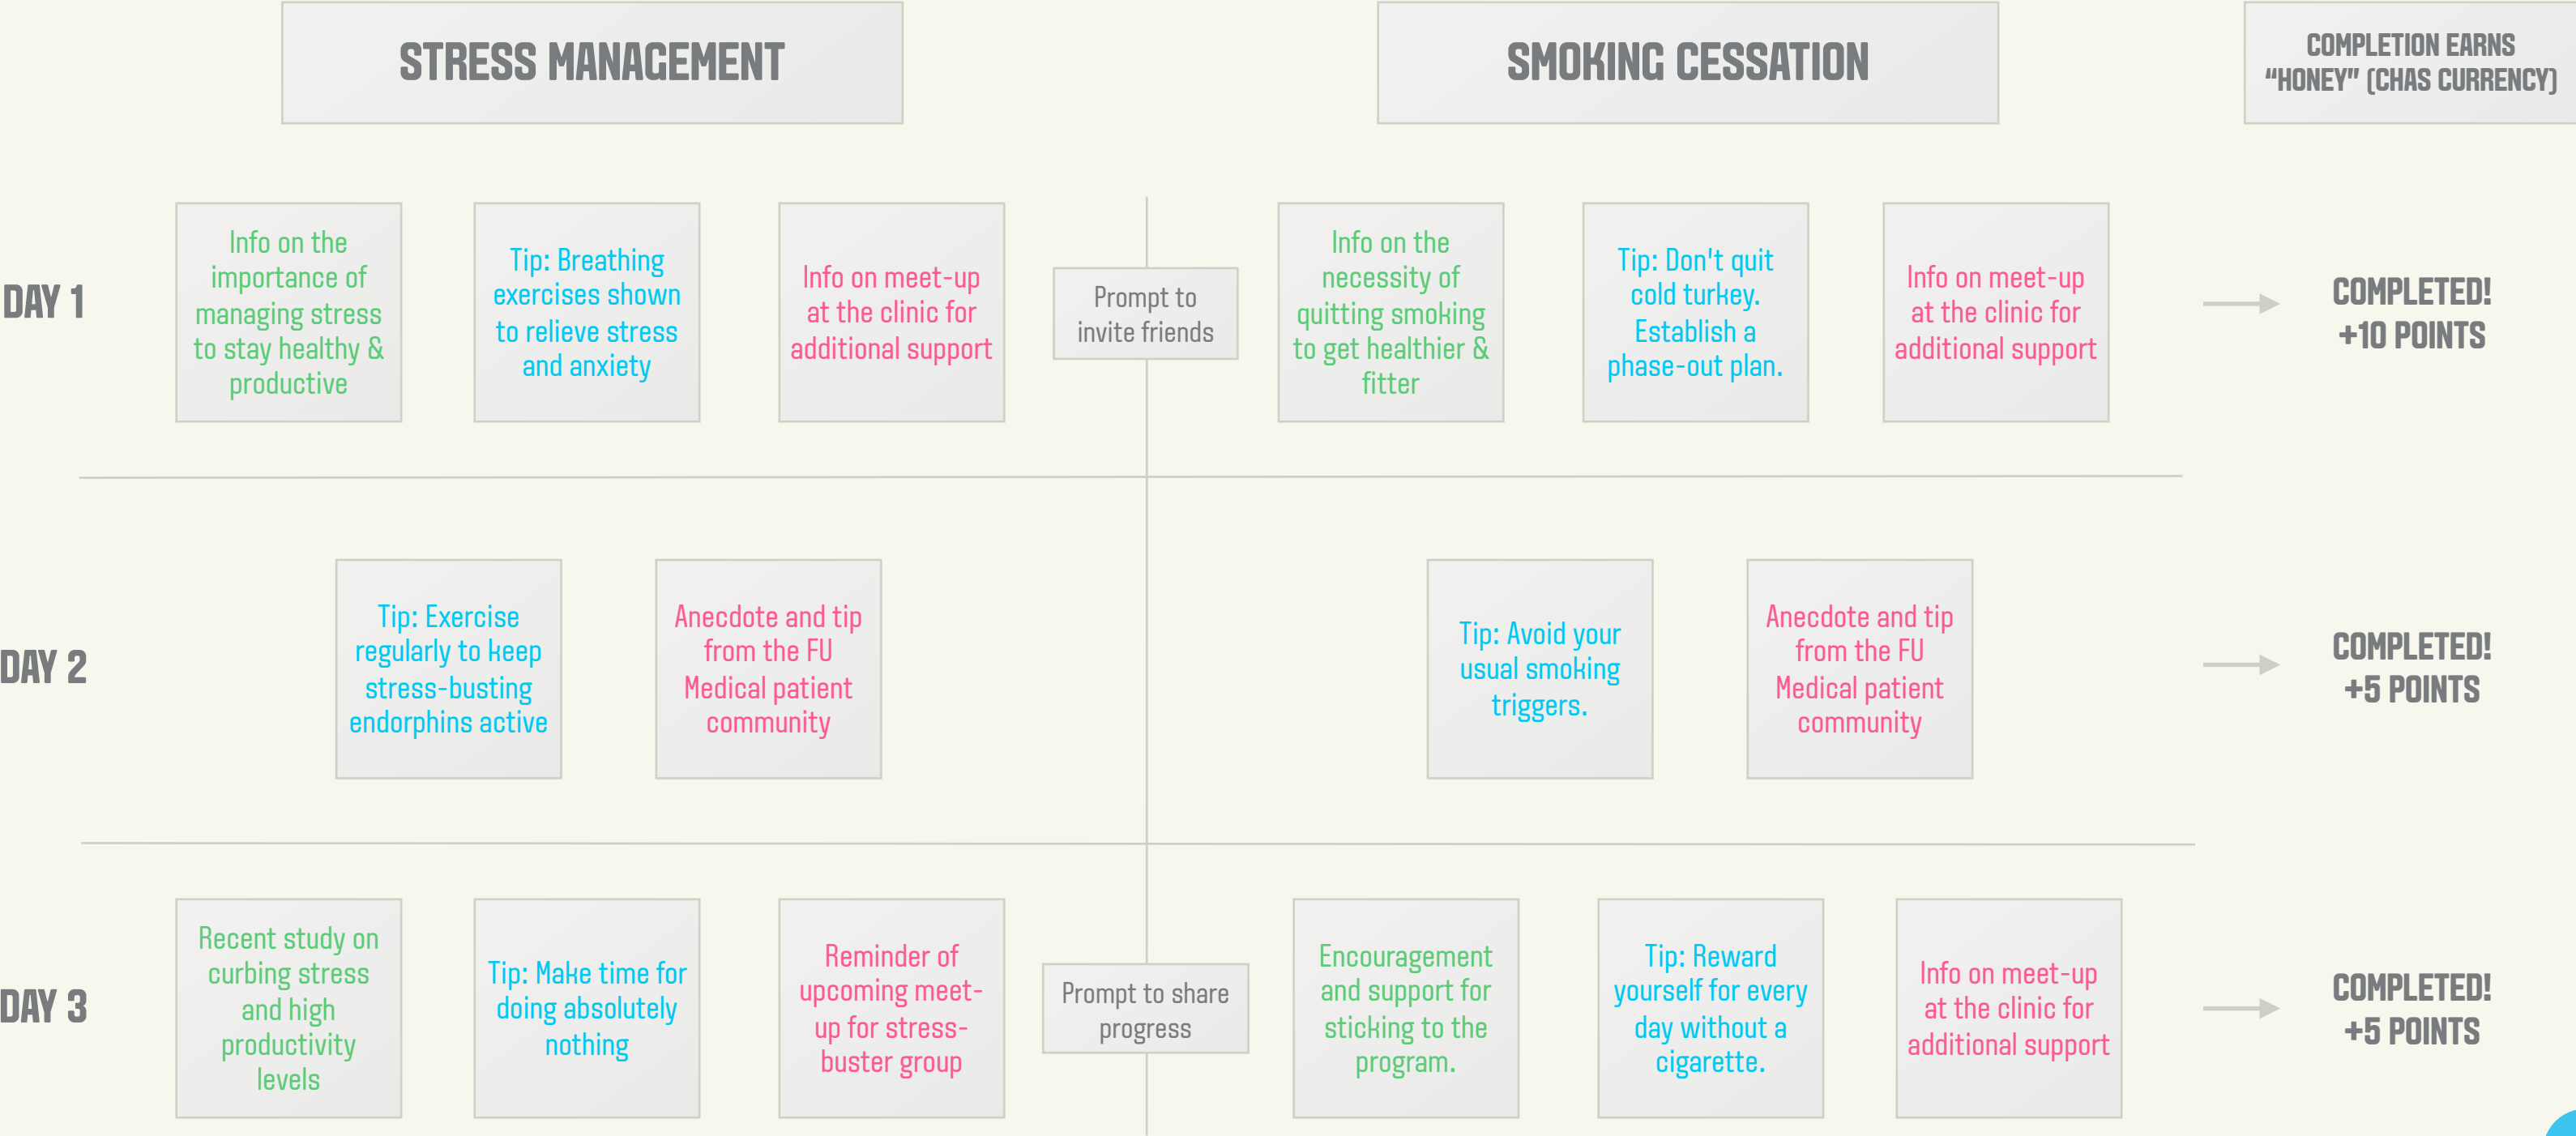 STRESS MANAGEMENT
SMOKING CESSATION
COMPLETION EARNS
“HONEY” (CHAS CURRENCY)
DAY 1
Info on the
importance of
managing stress
to stay healthy &
productive
Tip: Breathing
exercises shown
to relieve stress
and anxiety
Info on meet-up
at the clinic for
additional support
Prompt to
invite friends
Info on the
necessity of
quitting smoking
to get healthier &
fitter
Tip: Don't quit
cold turkey.
Establish a
phase-out plan.
Info on meet-up
at the clinic for
additional support
COMPLETED!
+10 POINTS
DAY 2
Tip: Exercise
regularly to keep
stress-busting
endorphins active
Anecdote and tip
from the FU
Medical patient
community
Tip: Avoid your
usual smoking
triggers.
Anecdote and tip
from the FU
Medical patient
community
COMPLETED!
+5 POINTS
DAY 3
Recent study on
curbing stress
and high
productivity
levels
Tip: Make time for
doing absolutely
nothing
Reminder of
upcoming meet-
up for stress-
buster group
Prompt to share
progress
Encouragement
and support for
sticking to the
program.
Tip: Reward
yourself for every
day without a
cigarette.
Info on meet-up
at the clinic for
additional support
COMPLETED!
+5 POINTS